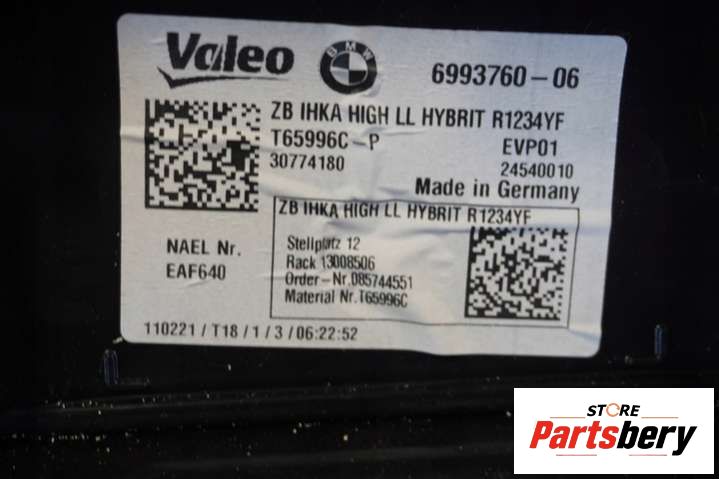 Valeo
BMW
6993760-06
ZB IHKA HIGH LL HYBRIT R1234YF
T65996C-P
EVP01
30774180
24540010
Made in Germany
ZB IHKA HIGH LL HYBRIT R1234YF
NAEL Nr.
EAF640
Stellplatz 12
Rack 13008506
Order-Nr.085744551
Material Nr.T65996C
110221/T18/1/3/06:22:52
STORE
Partsbery